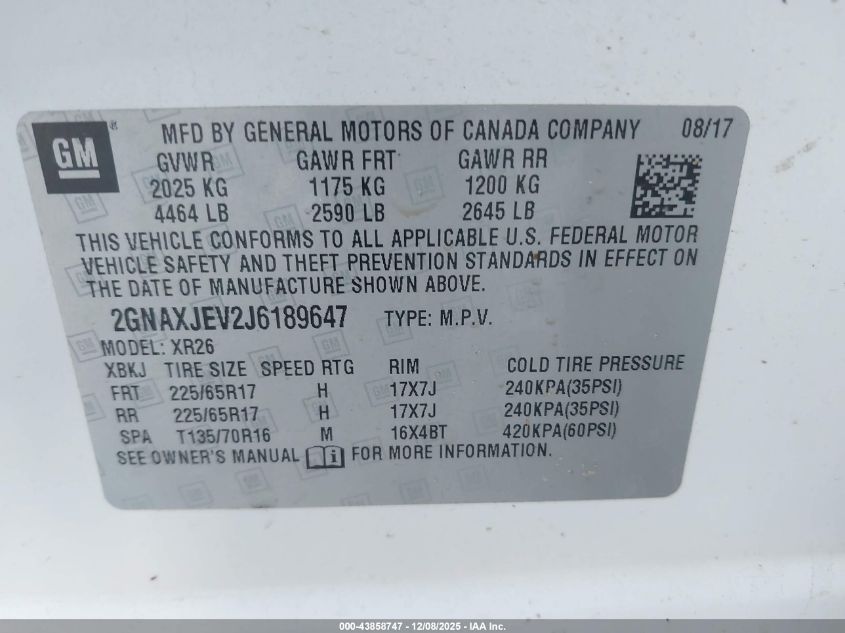 GM ® MFD BY GENERAL MOTORS OF CANADA COMPANY 08/17
GVWR GAWR FRT GAWR RR
2025 KG 1175 KG 1200 KG
4464 LB 2590 LB 2645 LB
THIS VEHICLE CONFORMS TO ALL APPLICABLE U.S. FEDERAL MOTOR
VEHICLE SAFETY AND THEFT PREVENTION STANDARDS IN EFFECT ON
THE DATE OF MANUFACTURE SHOWN ABOVE.
2GNAXJEV2J6189647 TYPE: M.P.V.
MODEL: XR26
XBKJ TIRE SIZE SPEED RTG RIM COLD TIRE PRESSURE
FRT 225/65R17 H 17X7J 240KPA(35PSI)
RR 225/65R17 H 17X7J 240KPA(35PSI)
SPA T135/70R16 M 16X4BT 420KPA(60PSI)
SEE OWNER'S MANUAL FOR MORE INFORMATION.
000-43858747 - 12/08/2025 - IAA Inc.